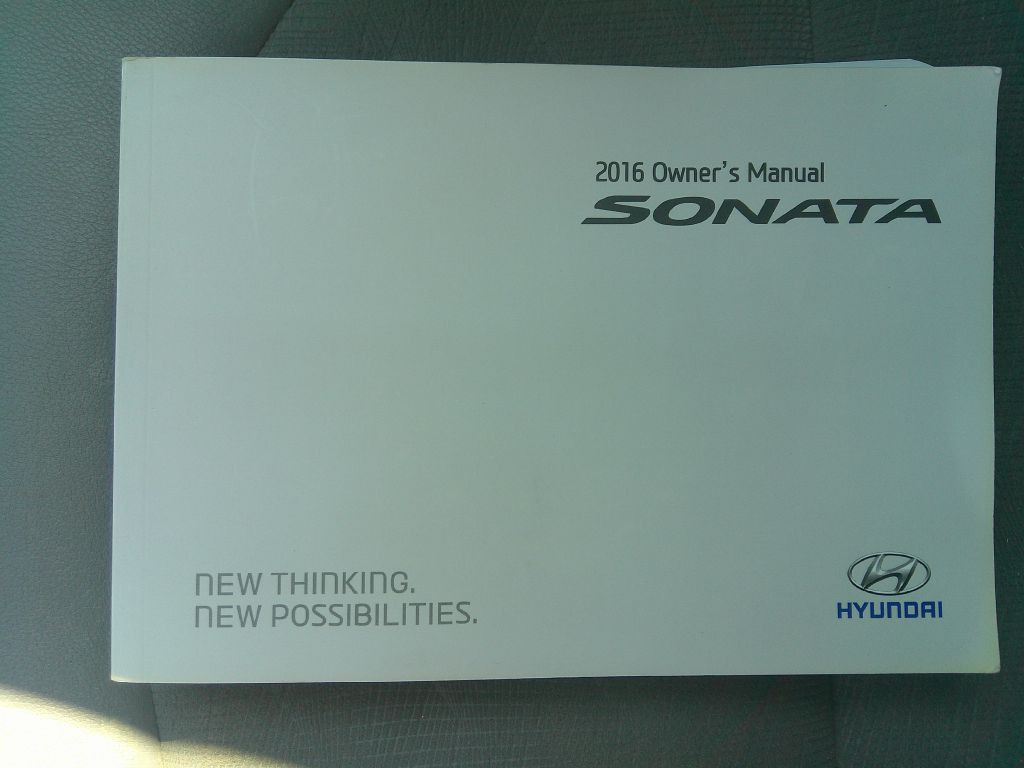 2016 Owner's Manual
SONATA
NEW THINKING.
NEW POSSIBILITIES.
HYUNDAI